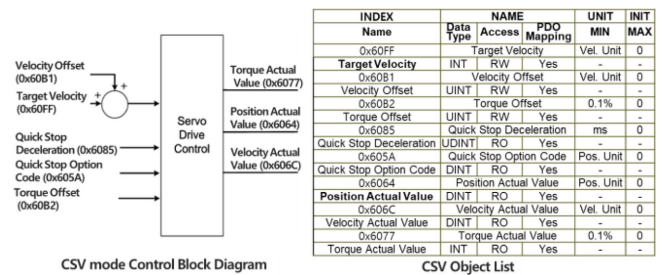 Velocity Offset
(0x60B1)
Target Velocity
(0x60FF)
+
+
Quick Stop
Deceleration (0x6085)
Quick Stop Option
Code (0x605A)
Torque Offset
(0x60B2)
Servo
Drive
Control
Torque Actual
Value (0x6077)
Position Actual
Value (0x6064)
Velocity Actual
Value (0x606C)
CSV mode Control Block Diagram
INDEX NAME UNIT INIT
Name Data Type Access PDO Mapping MIN MAX
0x60FF Target Velocity Vel. Unit 0
Target Velocity INT RW Yes - -
0x60B1 Velocity Offset Vel. Unit 0
Velocity Offset UINT RW Yes - -
0x60B2 Torque Offset 0.1% 0
Torque Offset UINT RW Yes - -
0x6085 Quick Stop Deceleration ms 0
Quick Stop Deceleration UDINT RO Yes - -
0x605A Quick Stop Option Code Pos. Unit 0
Quick Stop Option Code DINT RO Yes - -
0x6064 Position Actual Value Pos. Unit 0
Position Actual Value DINT RO Yes - -
0x606C Velocity Actual Value Vel. Unit 0
Velocity Actual Value DINT RO Yes - -
0x6077 Torque Actual Value 0.1% 0
Torque Actual Value INT RO Yes - -
CSV Object List